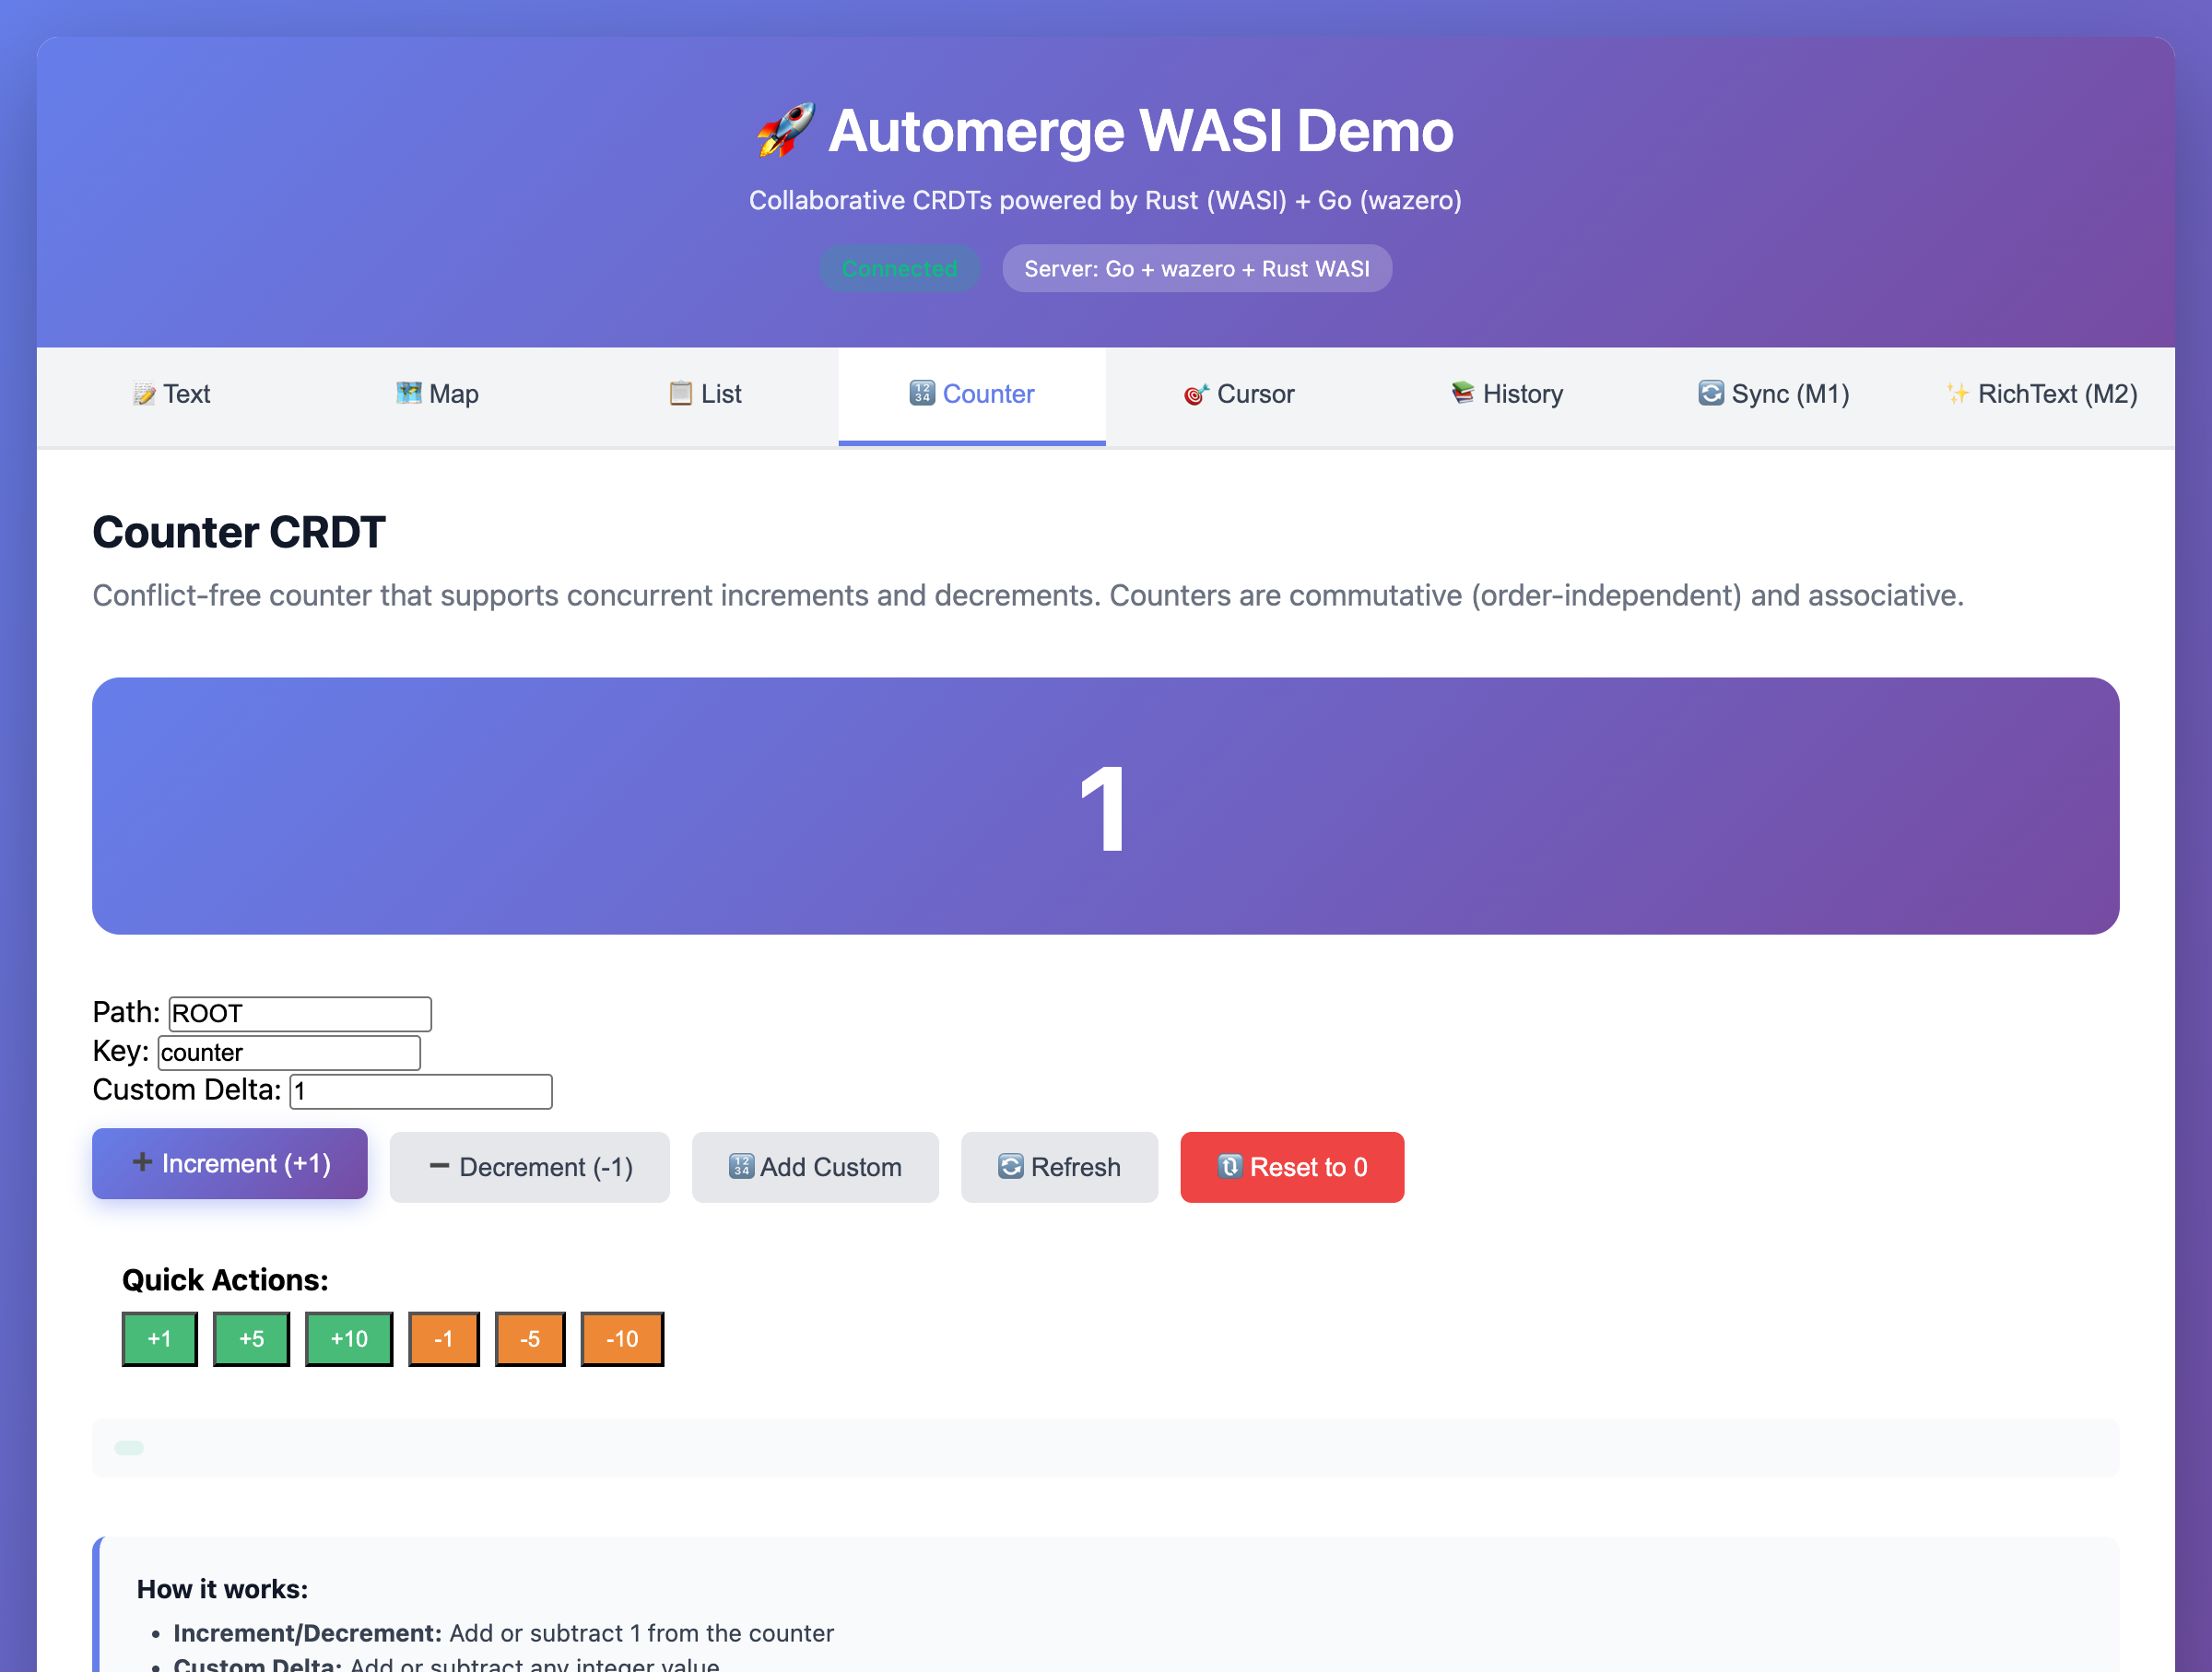 🚀 Automerge WASI Demo
Collaborative CRDTs powered by Rust (WASI) + Go (wazero)
Connected Server: Go + wazero + Rust WASI
📝 Text 🗺️ Map 📋 List 🔢 Counter 🎯 Cursor 📚 History 🔄 Sync (M1) ✨ RichText (M2)
Counter CRDT
Conflict-free counter that supports concurrent increments and decrements. Counters are commutative (order-independent) and associative.
1
Path: ROOT
Key: counter
Custom Delta: 1
➕ Increment (+1) ➖ Decrement (-1) 🔢 Add Custom 🔄 Refresh 🔃 Reset to 0
Quick Actions:
+1 +5 +10 -1 -5 -10
How it works:
• Increment/Decrement: Add or subtract 1 from the counter
• Custom Delta: Add or subtract any integer value